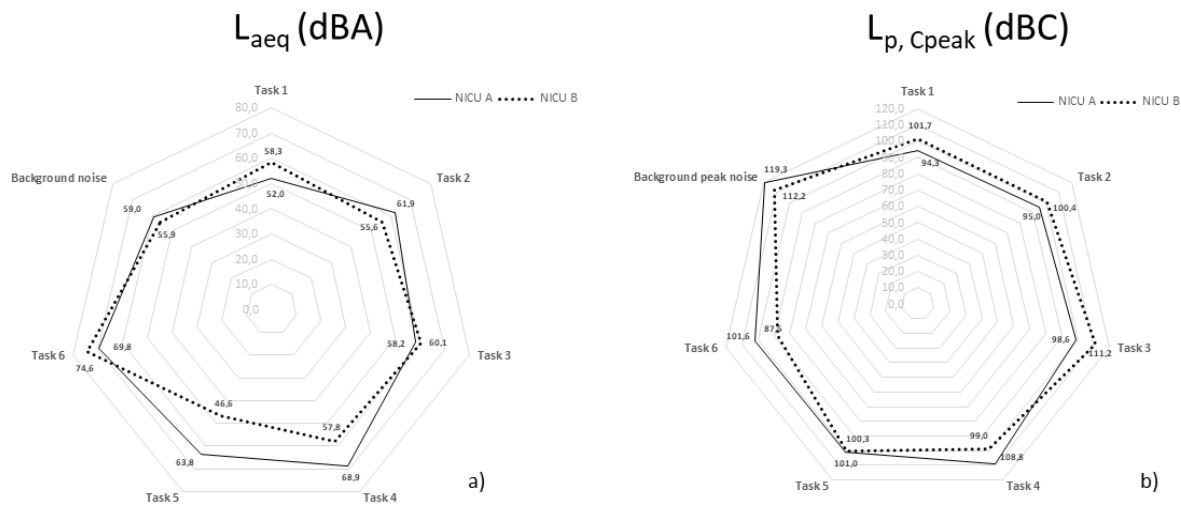 L_aeq (dBA)
Task 1
NICU A
NICU B
80,0
70,0
60,0
50,0
40,0
30,0
20,0
10,0
0,0
58,3
52,0
Task 2
61,9
55,6
Task 3
58,2
60,1
Task 4
57,8
68,9
Task 5
46,6
63,8
Task 6
69,8
74,6
Background noise
59,0
55,9
a)
L_p, Cpeak (dBC)
Task 1
NICU A
NICU B
120,0
110,0
100,0
90,0
80,0
70,0
60,0
50,0
40,0
30,0
20,0
10,0
0,0
101,7
94,3
Task 2
100,4
95,0
Task 3
98,6
111,2
Task 4
99,0
108,8
Task 5
100,3
101,0
Task 6
101,6
Background peak noise
119,3
112,2
b)